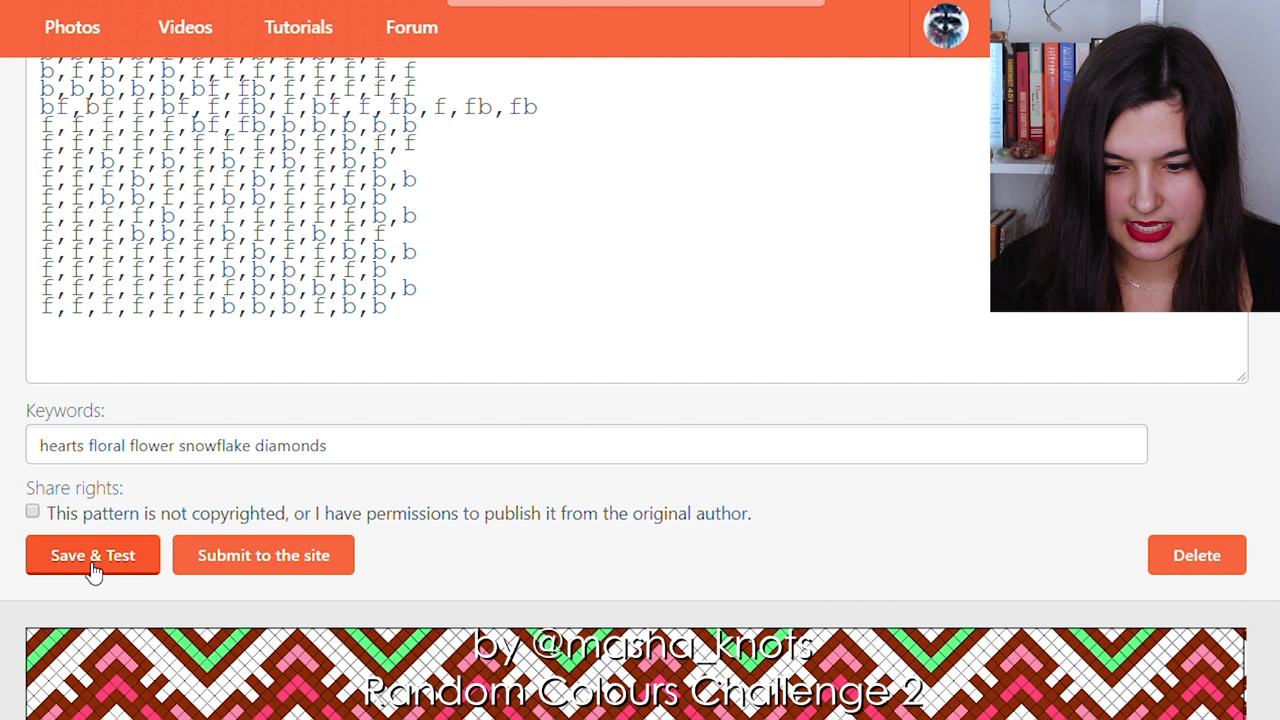 Photos Videos Tutorials Forum
b,f,b,f,b,f,f,f,f,f,f,f,f
b,b,b,b,b,bf,fb,f,f,f,f,f
bf,bf,f,bf,f,fb,f,bf,f,fb,f,fb,fb
f,f,f,f,f,bf,fb,b,b,b,b,b
f,f,f,f,f,f,f,f,b,f,b,f,f
f,f,b,f,b,f,b,f,b,f,b,b
f,f,f,b,f,f,f,b,f,f,f,b,b
f,f,b,b,f,f,b,b,f,f,b,b
f,f,f,f,b,f,f,f,f,f,f,b,b
f,f,f,b,b,f,b,f,f,b,f,f
f,f,f,f,f,f,f,b,f,f,b,b,b
f,f,f,f,f,f,b,b,b,f,f,b
f,f,f,f,f,f,f,b,b,b,b,b,b
f,f,f,f,f,f,b,b,b,f,b,b
FAHRENHEIT 451
Keywords:
hearts floral flower snowflake diamonds
Share rights:
This pattern is not copyrighted, or I have permissions to publish it from the original author.
Save & Test Submit to the site Delete
by @masha_knots
Random Colours Challenge 2